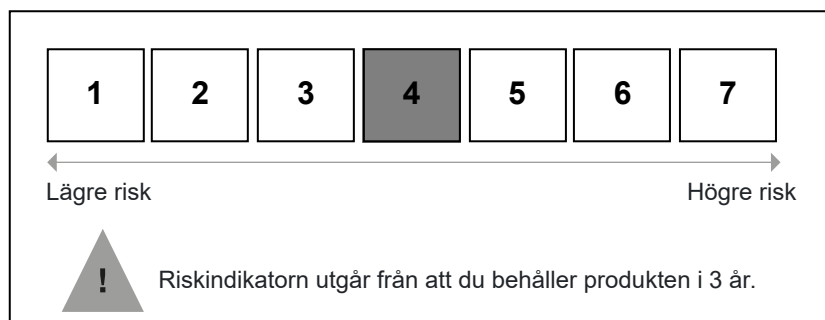 1 2 3 4 5 6 7
Lägre risk Högre risk
! Riskindikatorn utgår från att du behåller produkten i 3 år.